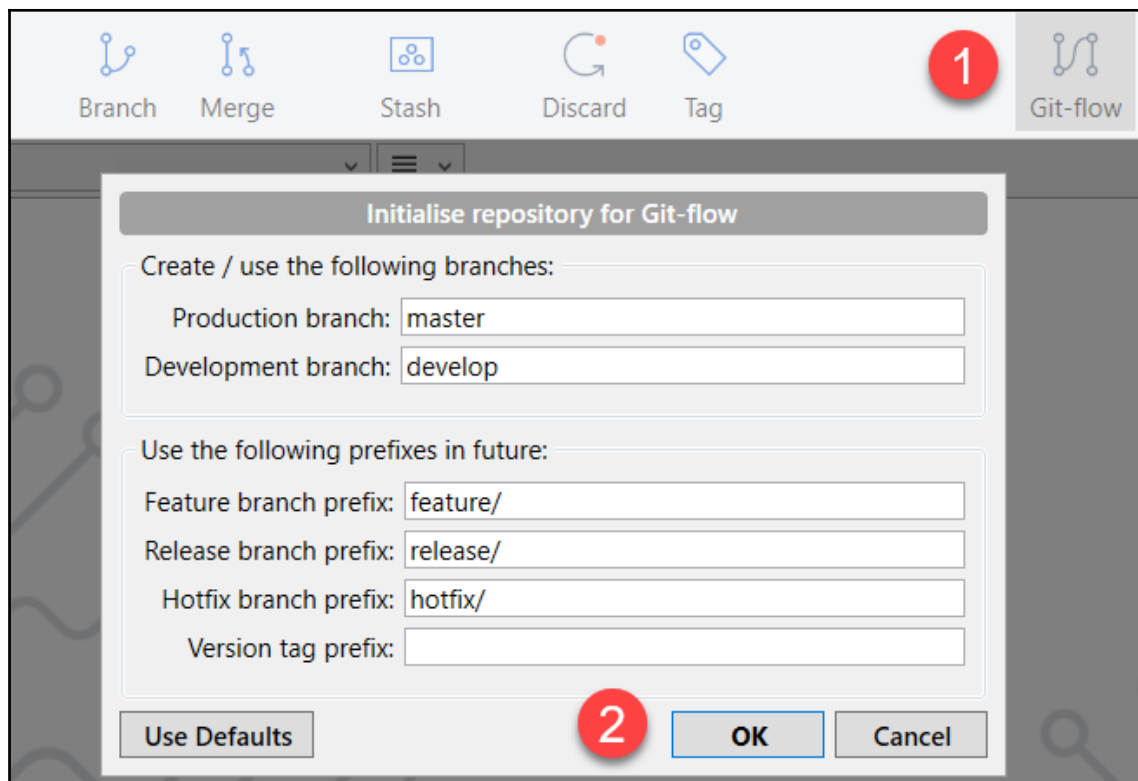 Branch Merge Stash Discard Tag 1 Git-flow
Initialise repository for Git-flow
Create / use the following branches:
Production branch: master
Development branch: develop
Use the following prefixes in future:
Feature branch prefix: feature/
Release branch prefix: release/
Hotfix branch prefix: hotfix/
Version tag prefix:
Use Defaults 2 OK Cancel